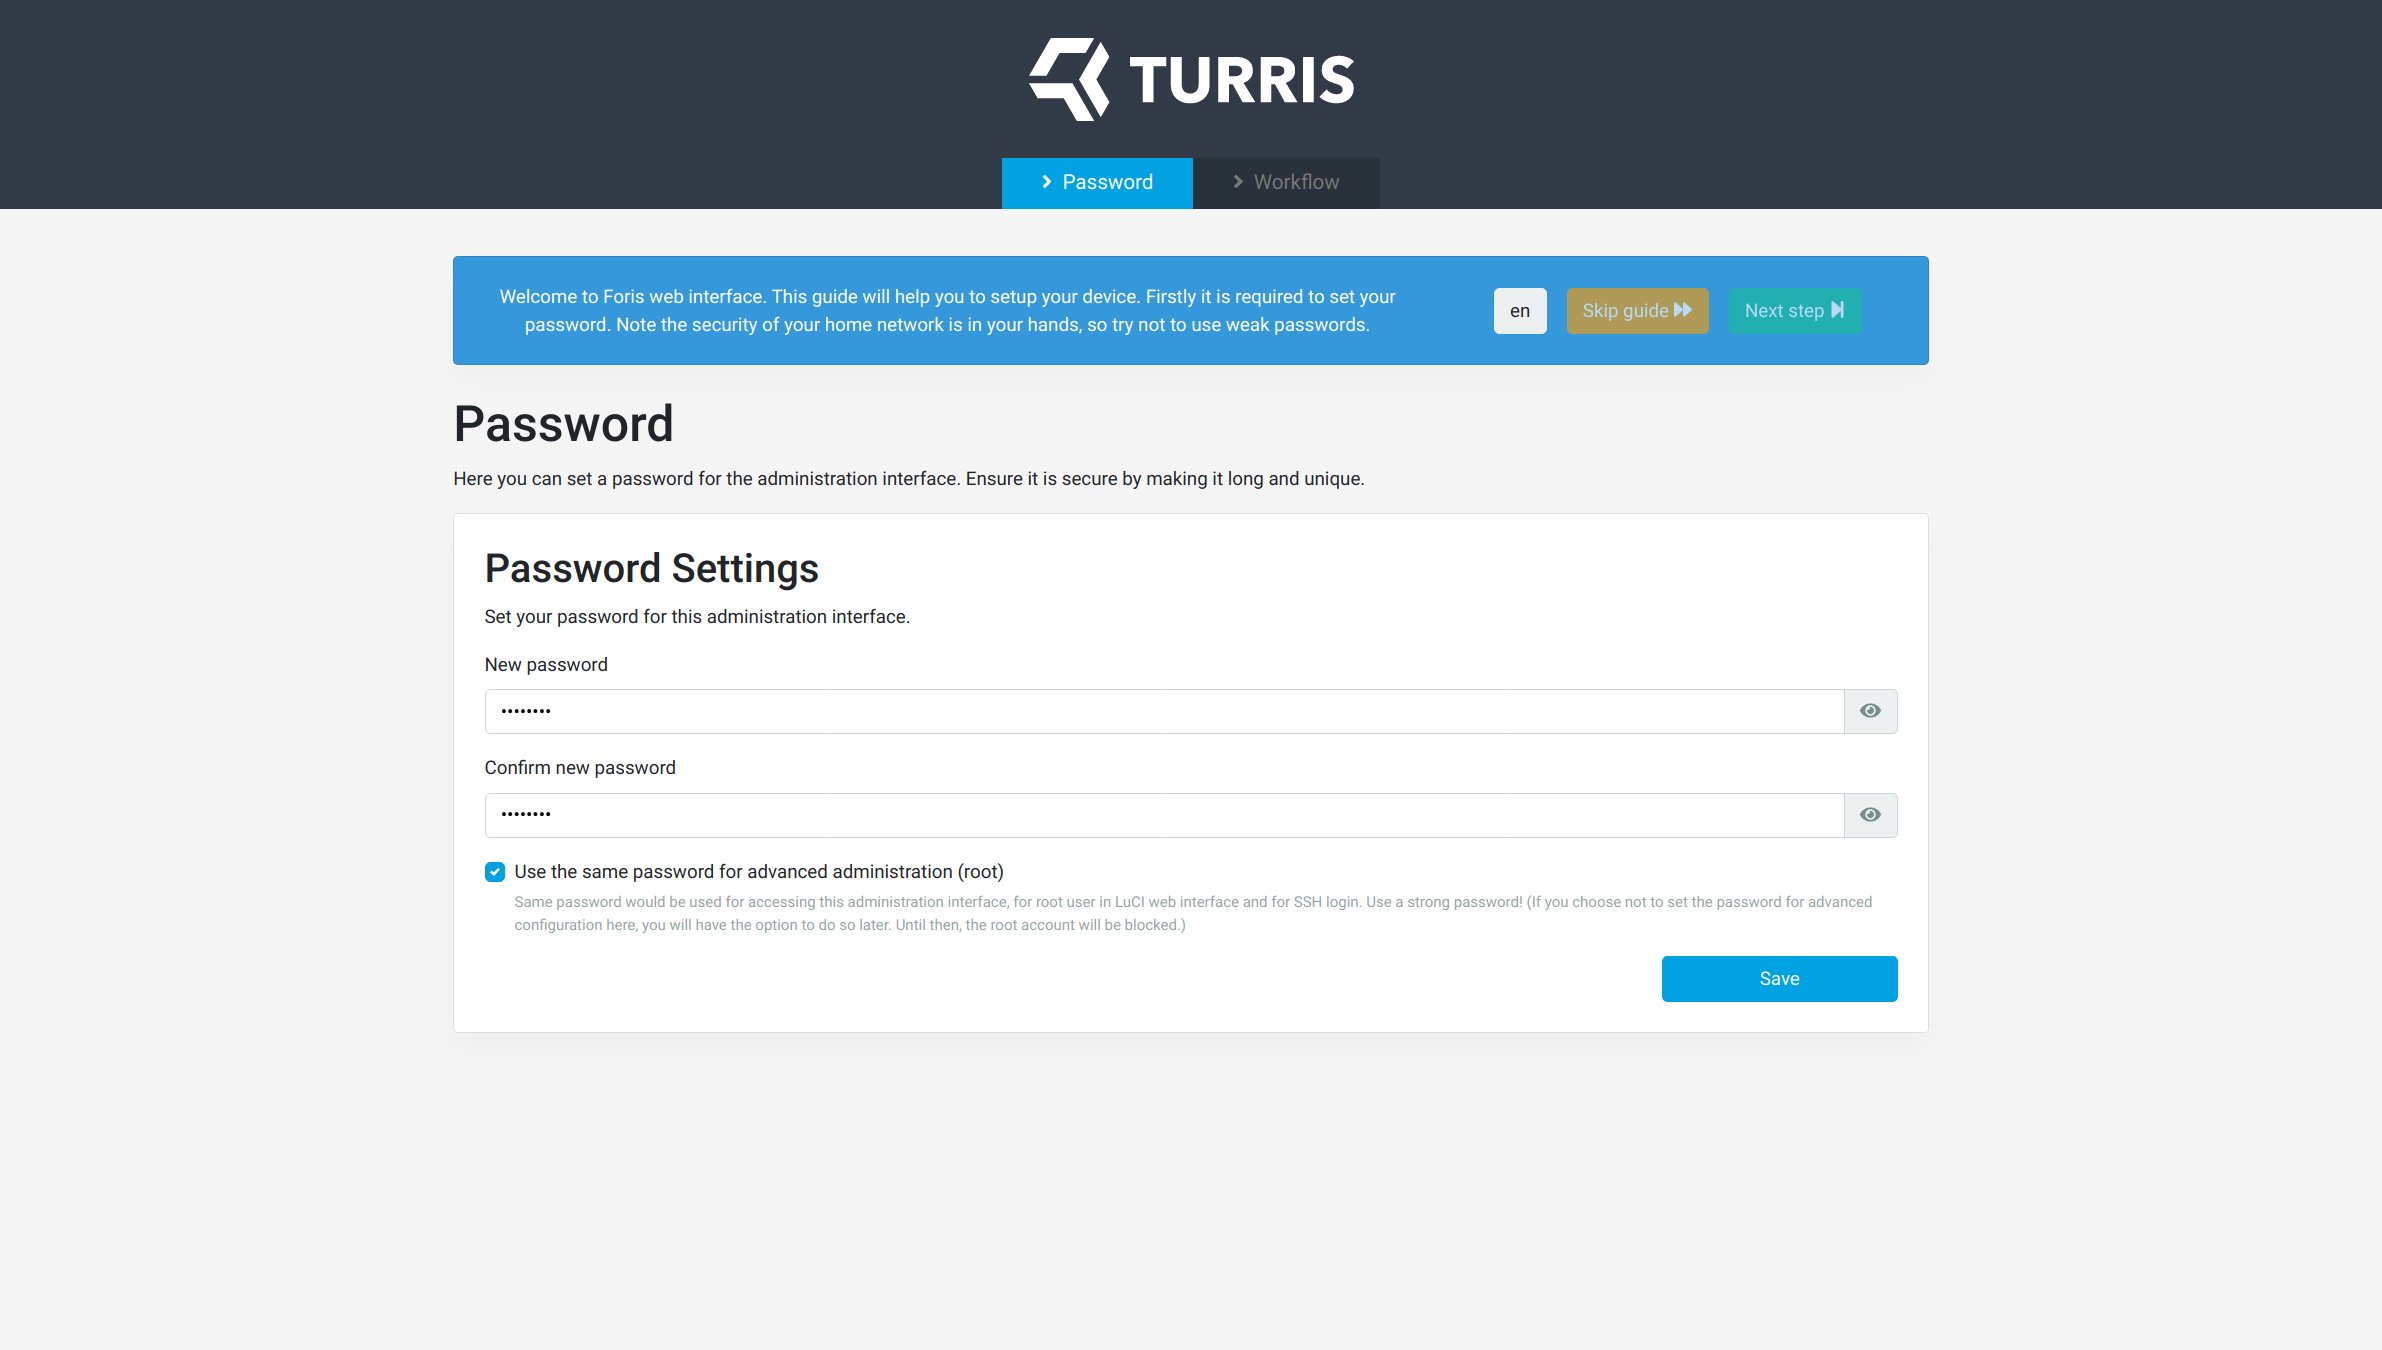 TURRIS
Password
Workflow
Welcome to Foris web interface. This guide will help you to setup your device. Firstly it is required to set your
password. Note the security of your home network is in your hands, so try not to use weak passwords.
en
Skip guide
Next step
Password
Here you can set a password for the administration interface. Ensure it is secure by making it long and unique.
Password Settings
Set your password for this administration interface.
New password
••••••••
Confirm new password
••••••••
Use the same password for advanced administration (root)
Same password would be used for accessing this administration interface, for root user in LuCI web interface and for SSH login. Use a strong password! (If you choose not to set the password for advanced
configuration here, you will have the option to do so later. Until then, the root account will be blocked.)
Save